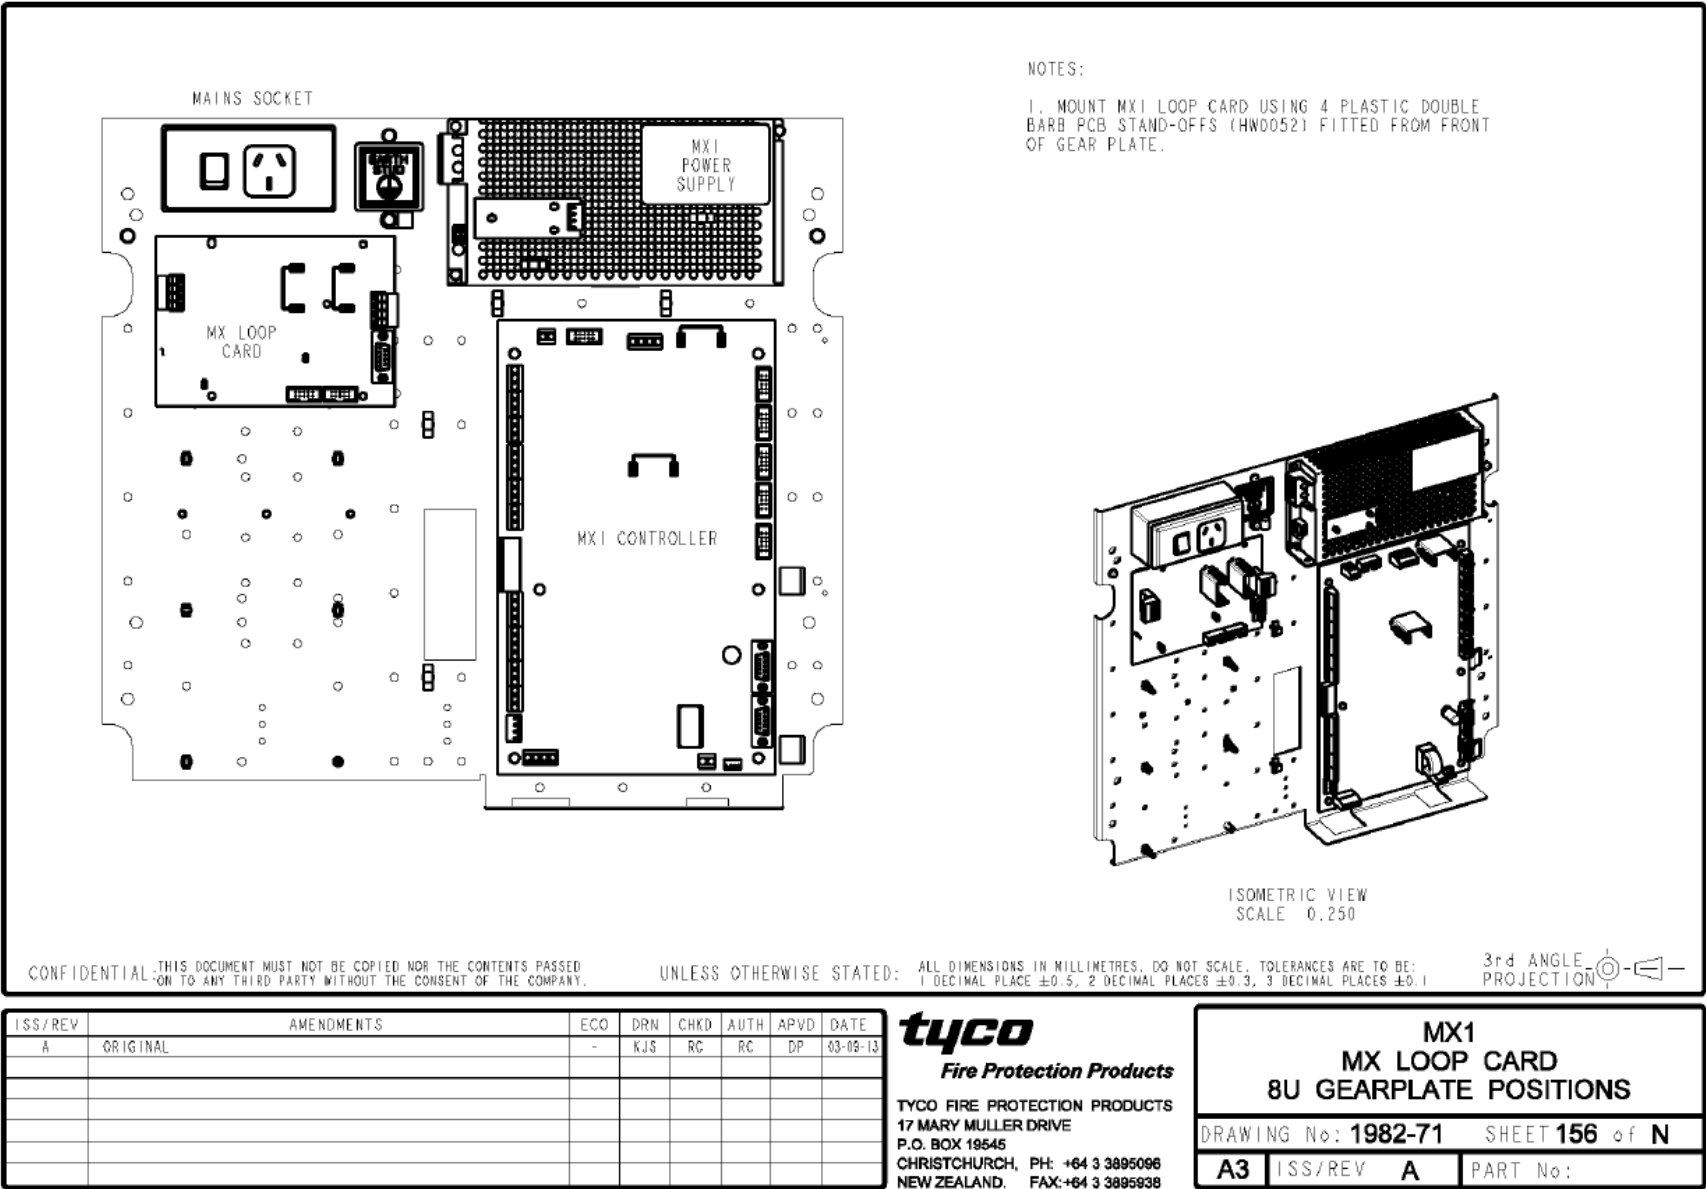 MAINS SOCKET
EARTH
STUD
MX1
POWER
SUPPLY
MX LOOP
CARD
MX1 CONTROLLER
NOTES:
1. MOUNT MX1 LOOP CARD USING 4 PLASTIC DOUBLE
BARB PCB STAND-OFFS (HW0052) FITTED FROM FRONT
OF GEAR PLATE.
ISOMETRIC VIEW
SCALE 0.250
CONFIDENTIAL: THIS DOCUMENT MUST NOT BE COPIED NOR THE CONTENTS PASSED
ON TO ANY THIRD PARTY WITHOUT THE CONSENT OF THE COMPANY.
UNLESS OTHERWISE STATED: ALL DIMENSIONS IN MILLIMETRES. DO NOT SCALE. TOLERANCES ARE TO BE:
1 DECIMAL PLACE ±0.5, 2 DECIMAL PLACES ±0.3, 3 DECIMAL PLACES ±0.1
3rd ANGLE
PROJECTION
ISS/REV AMENDMENTS ECO DRN CHKD AUTH APVD DATE
A ORIGINAL - KJS RC RC DP 03-09-13
tyco
Fire Protection Products
TYCO FIRE PROTECTION PRODUCTS
17 MARY MULLER DRIVE
P.O. BOX 19545
CHRISTCHURCH, PH: +64 3 3895096
NEW ZEALAND. FAX:+64 3 3895938
MX1
MX LOOP CARD
8U GEARPLATE POSITIONS
DRAWING No: 1982-71 SHEET 156 of N
A3 ISS/REV A PART No: